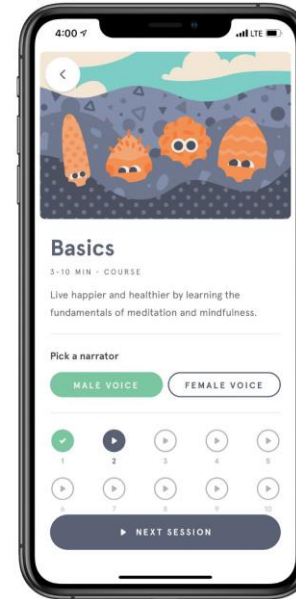 4:00 LTE
Basics
3-10 MIN · COURSE
Live happier and healthier by learning the
fundamentals of meditation and mindfulness.
Pick a narrator
MALE VOICE FEMALE VOICE
1 2 3 4 5
6 7 8 9 10
NEXT SESSION